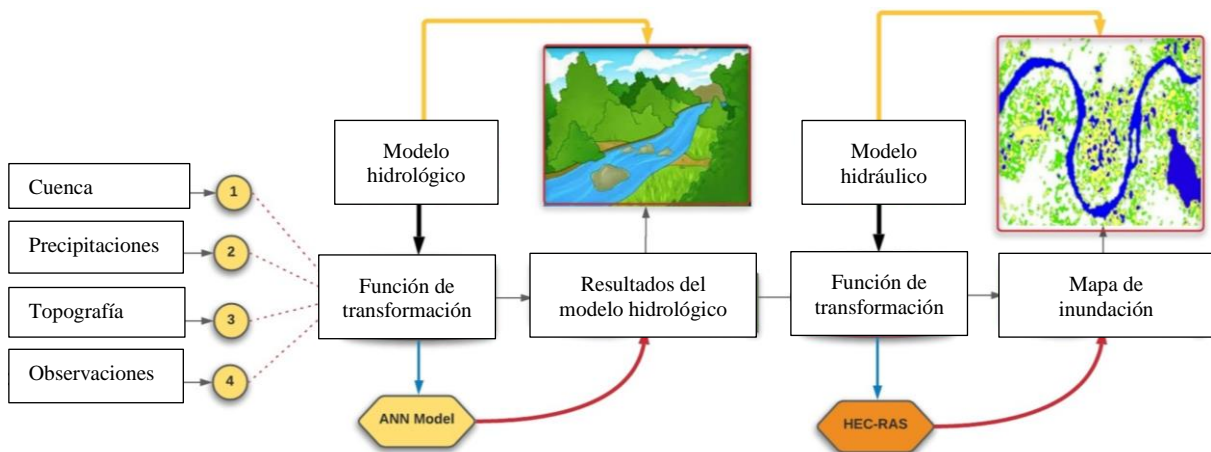 Modelo
hidrológico
Modelo
hidráulico
Cuenca
1
Precipitaciones
2
Topografía
3
Observaciones
4
Función de
transformación
Resultados del
modelo hidrológico
Función de
transformación
Mapa de
inundación
ANN Model
HEC-RAS